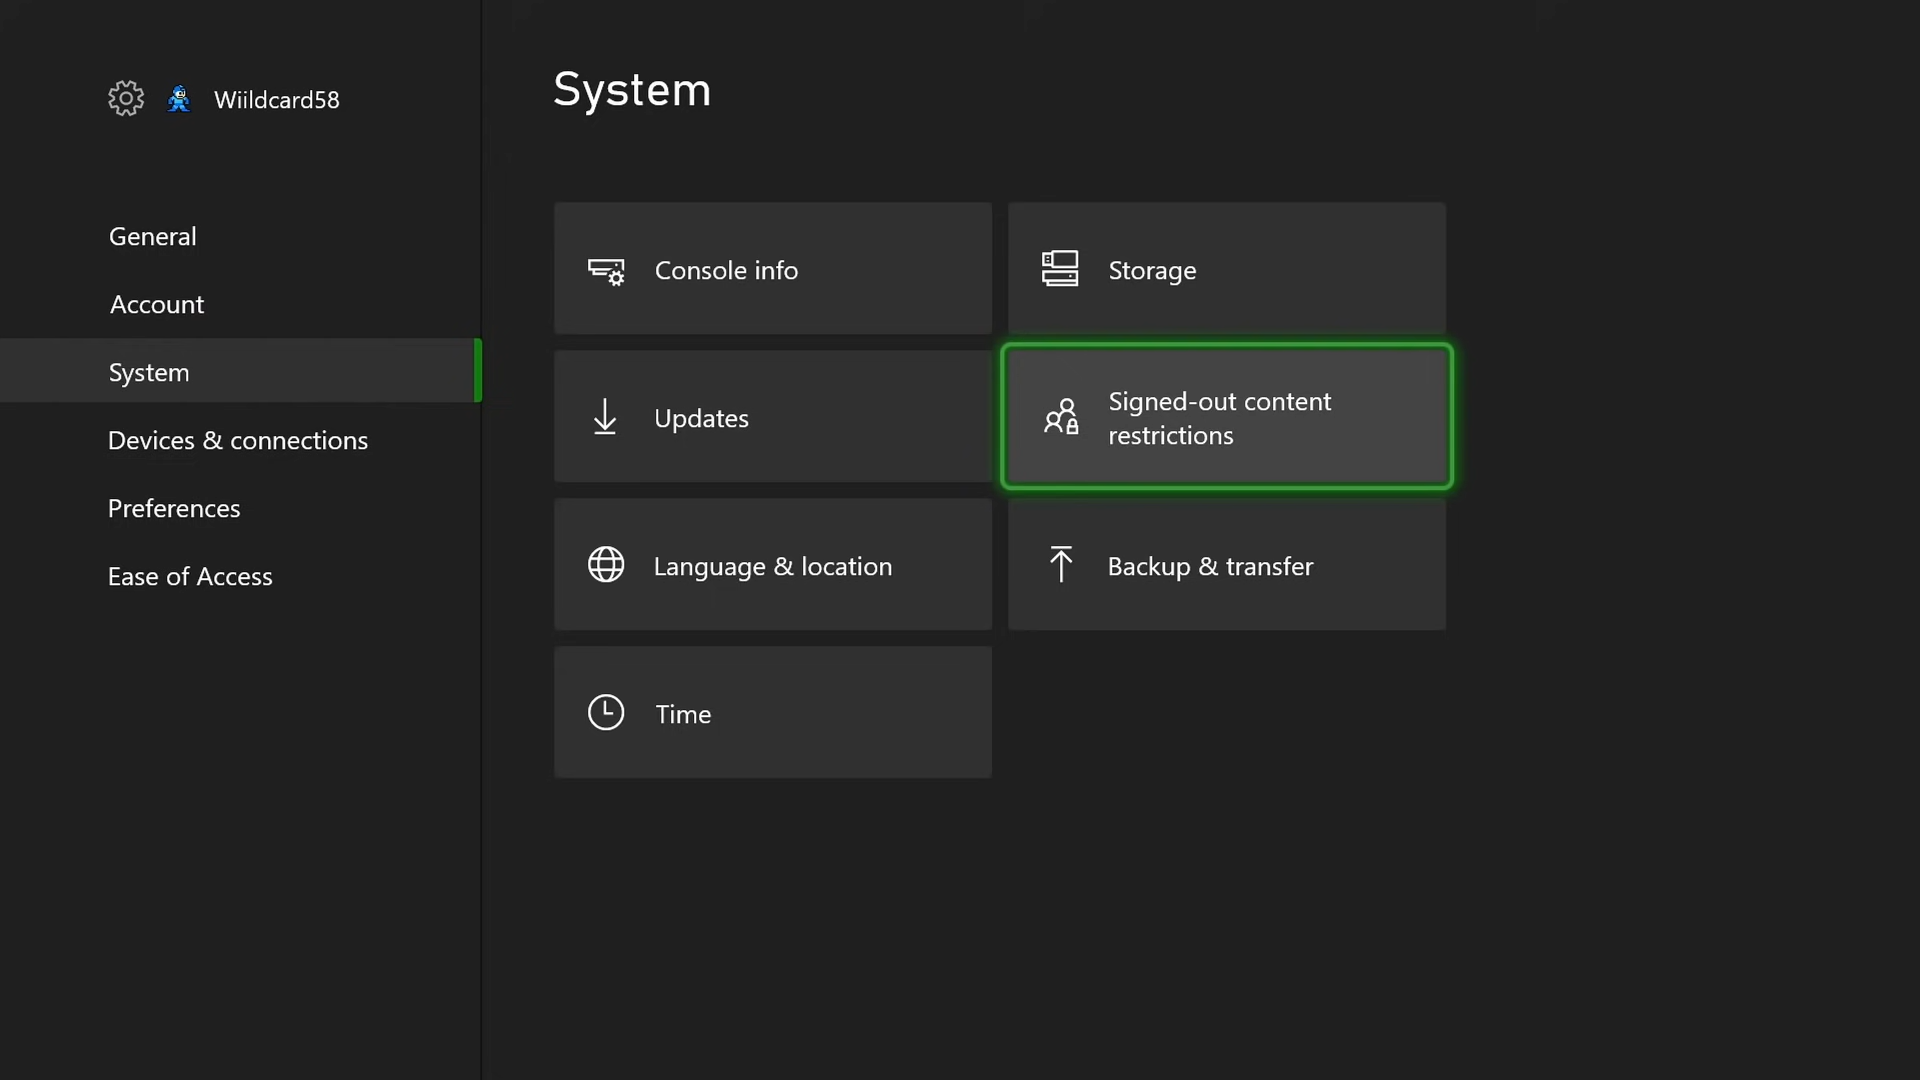 Wiildcard58
General
Account
System
Devices & connections
Preferences
Ease of Access
System
Console info
Storage
Updates
Signed-out content
restrictions
Language & location
Backup & transfer
Time